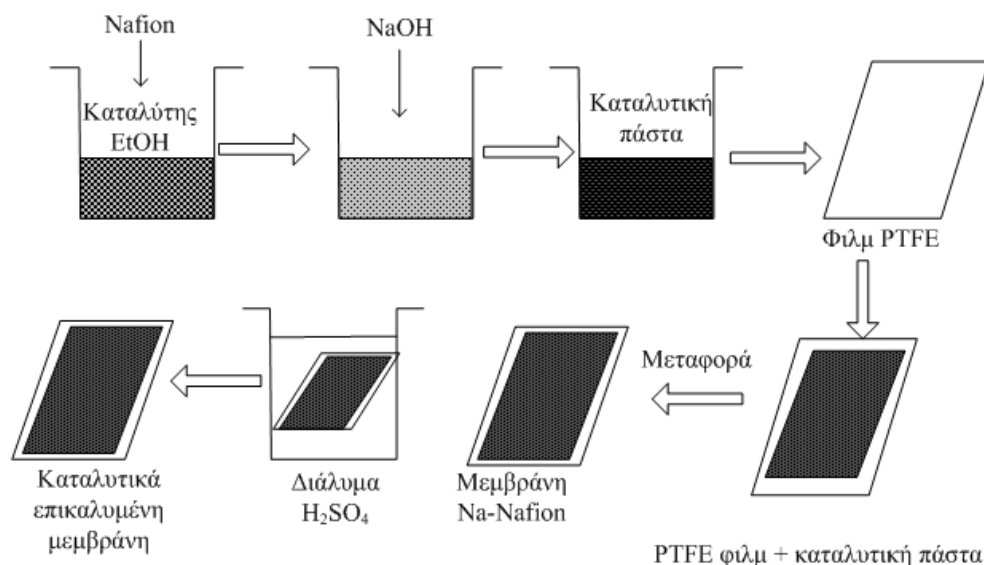 Nafion
Καταλύτης
EtOH
NaOH
Καταλυτική
πάστα
Φιλμ PTFE
Μεταφορά
Καταλυτικά
επικαλυμένη
μεμβράνη
Διάλυμα
H₂SO₄
Μεμβράνη
Na-Nafion
PTFE φιλμ + καταλυτική πάστα